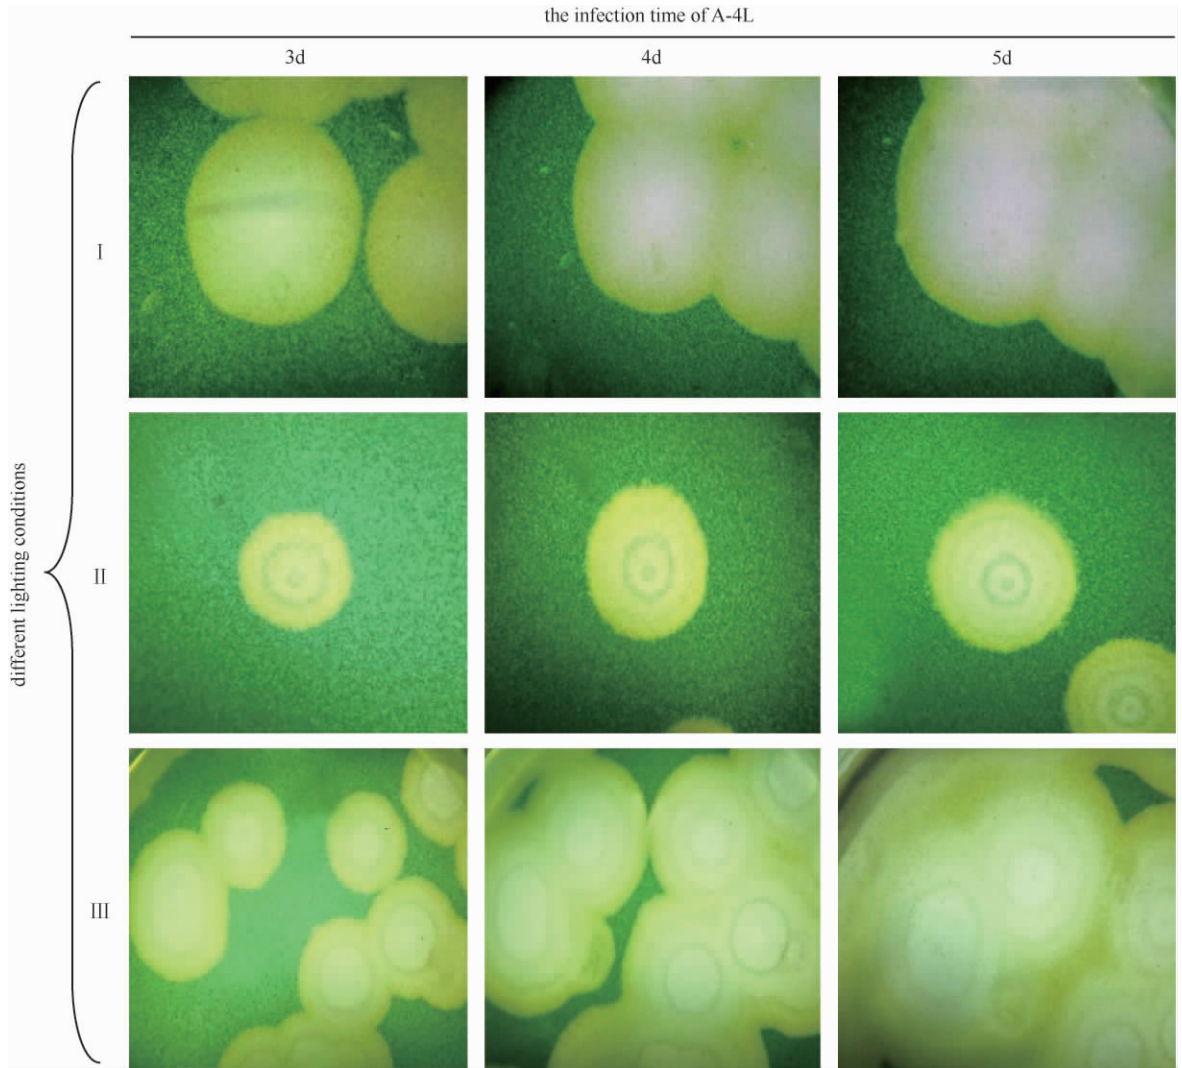 the infection time of A-4L
3d
4d
5d
different lighting conditions
I
II
III